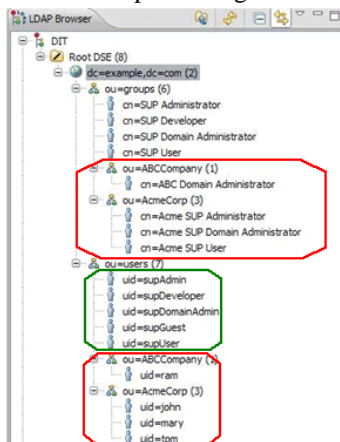 LDAP Browser
DIT
Root DSE (8)
dc=example,dc=com (2)
ou=groups (6)
cn=SUP Administrator
cn=SUP Developer
cn=SUP Domain Administrator
cn=SUP User
ou=ABCCompany (1)
cn=ABC Domain Administrator
ou=AcmeCorp (3)
cn=Acme SUP Administrator
cn=Acme SUP Domain Administrator
cn=Acme SUP User
ou=users (7)
uid=supAdmin
uid=supDeveloper
uid=supDomainAdmin
uid=supGuest
uid=supUser
ou=ABCCompany (1)
uid=ram
ou=AcmeCorp (3)
uid=john
uid=mary
uid=tom